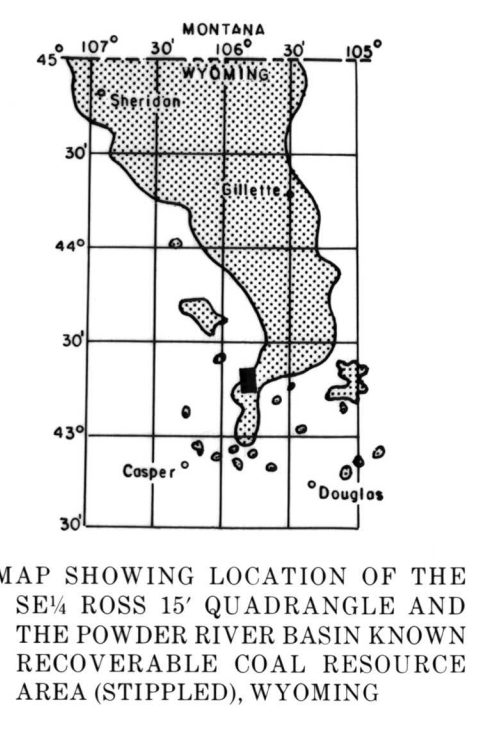 MONTANA
45° 107° 30' 106° 30' 105°
WYOMING
Sheridan
30'
Gillette
44°
30'
43°
Casper
Douglas
30'
MAP SHOWING LOCATION OF THE
SE¼ ROSS 15′ QUADRANGLE AND
THE POWDER RIVER BASIN KNOWN
RECOVERABLE COAL RESOURCE
AREA (STIPPLED), WYOMING